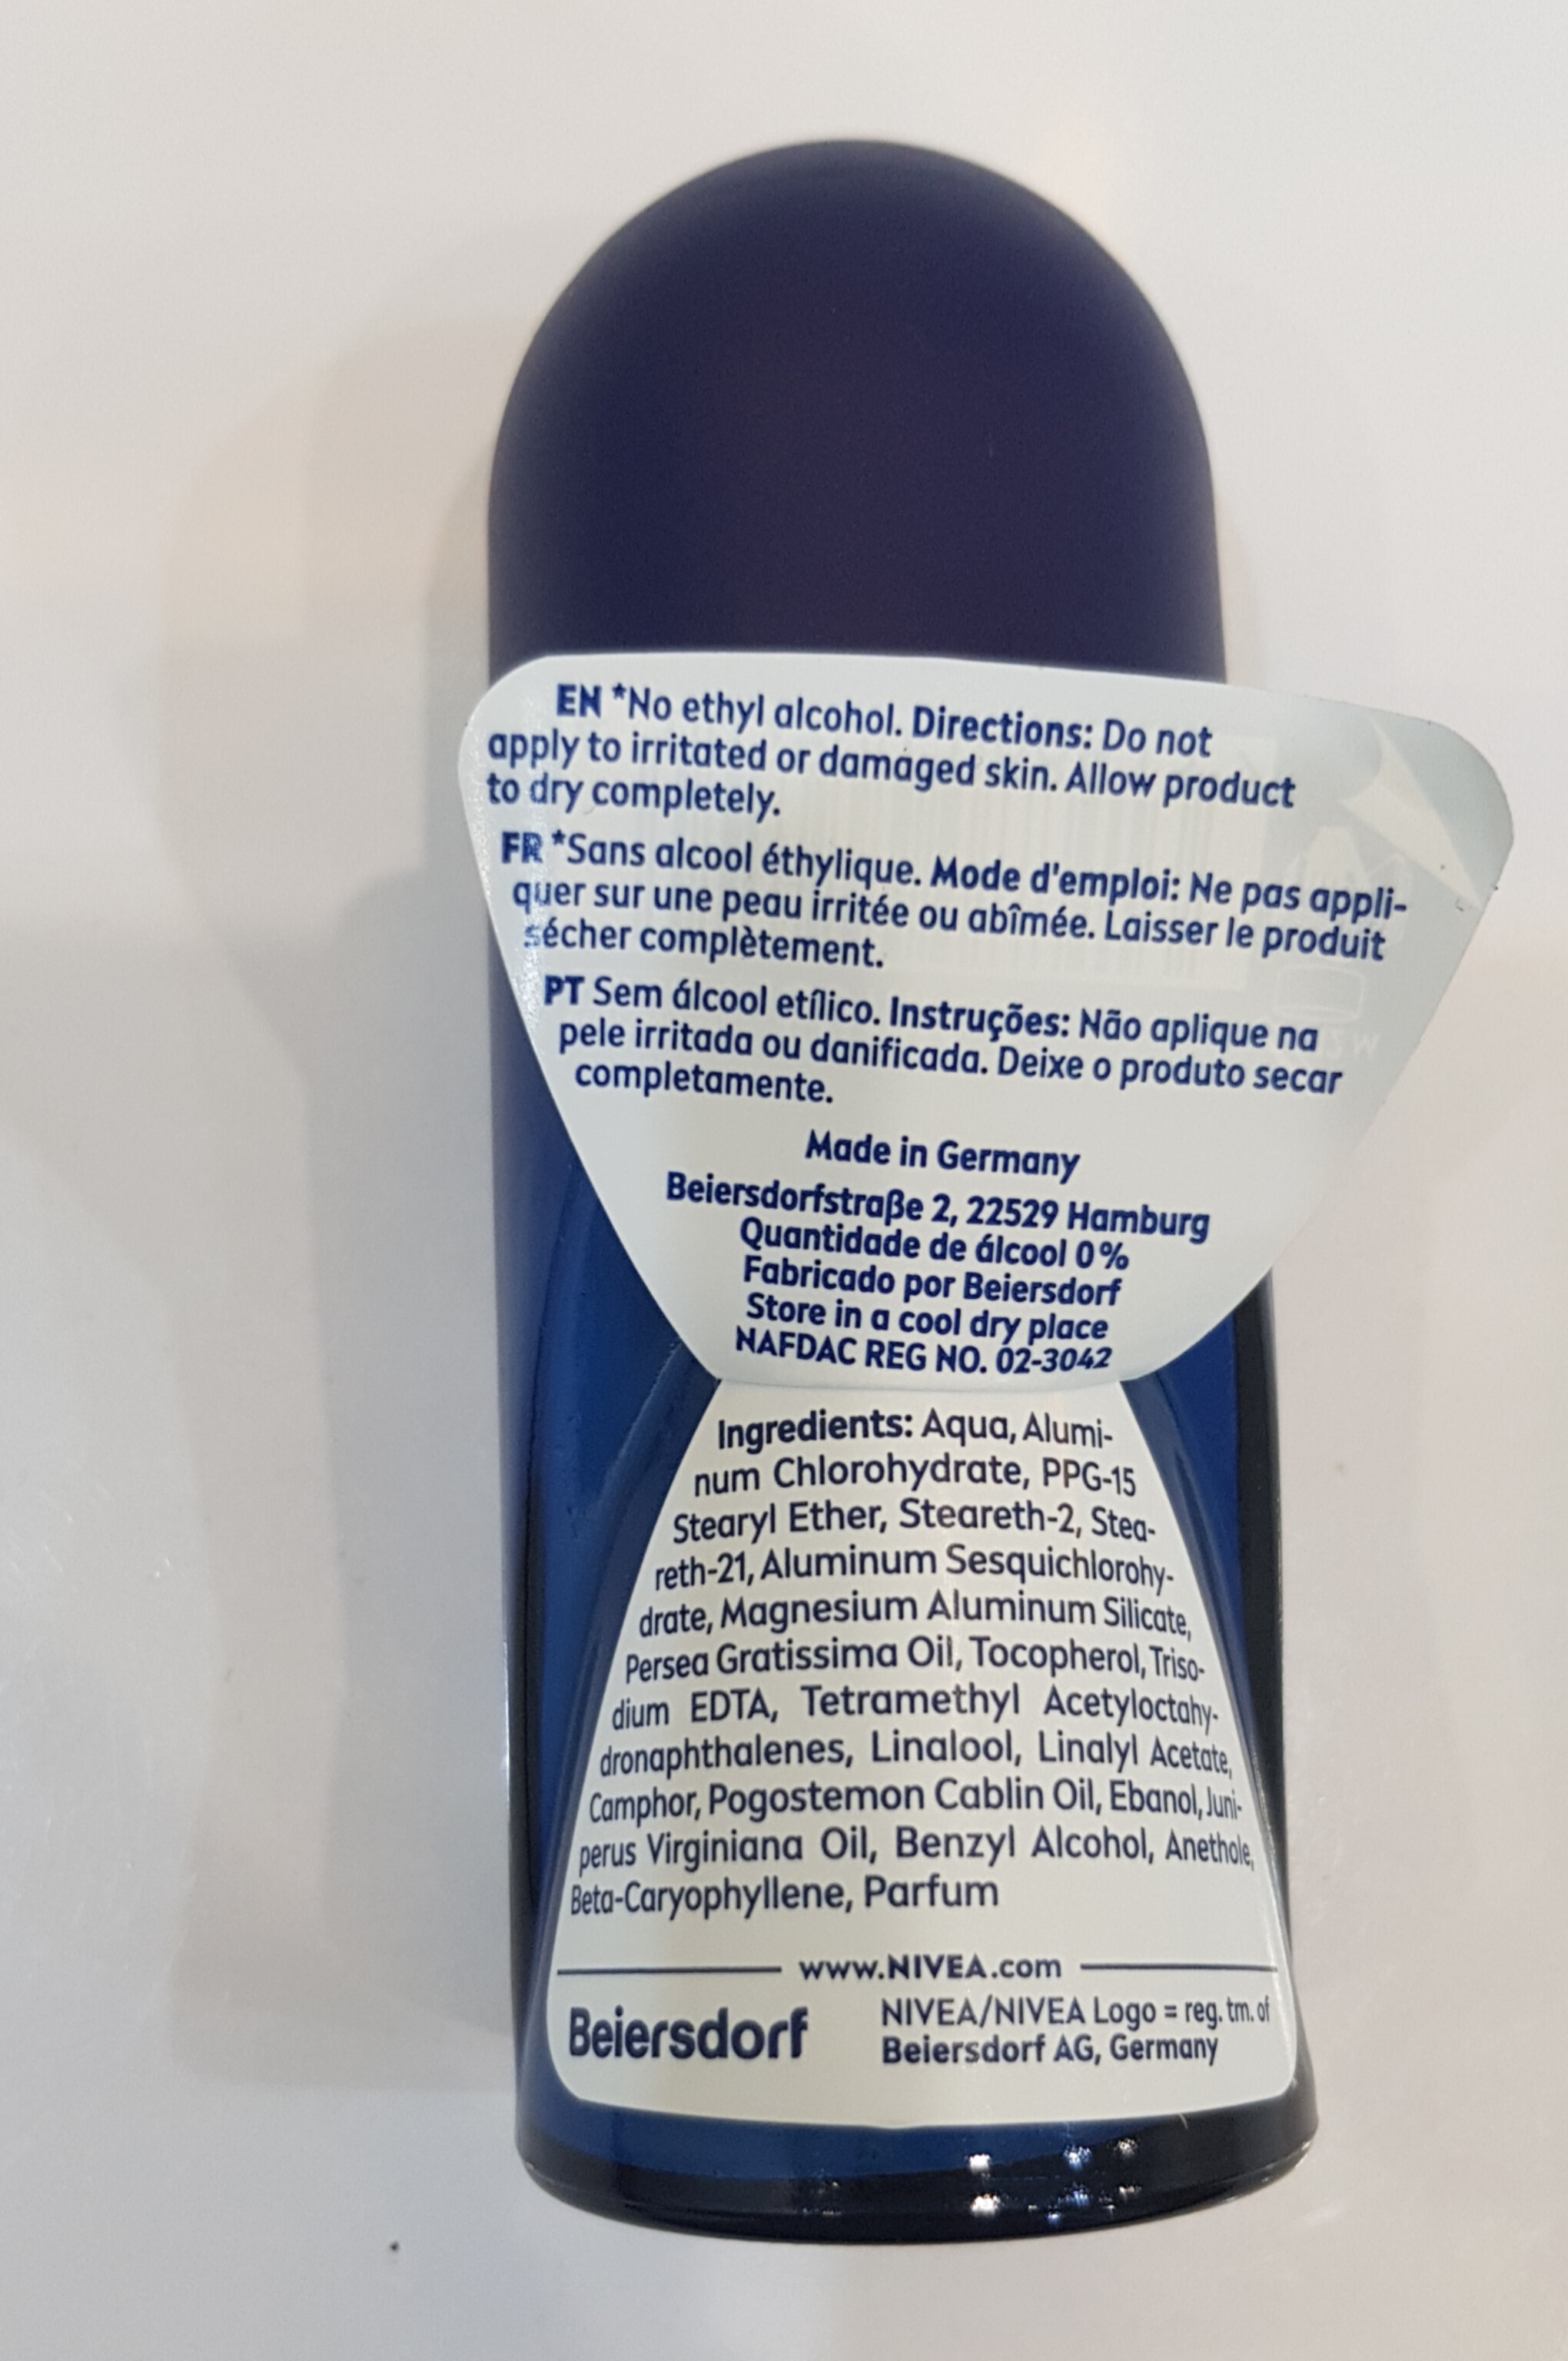 EN *No ethyl alcohol. Directions: Do not
apply to irritated or damaged skin. Allow product
to dry completely.
FR *Sans alcool éthylique. Mode d'emploi: Ne pas appli-
quer sur une peau irritée ou abîmée. Laisser le produit
sécher complètement.
PT Sem álcool etílico. Instruções: Não aplique na
pele irritada ou danificada. Deixe o produto secar
completamente.
Made in Germany
Beiersdorfstraße 2, 22529 Hamburg
Quantidade de álcool 0%
Fabricado por Beiersdorf
Store in a cool dry place
NAFDAC REG NO. 02-3042
Ingredients: Aqua, Alumi-
num Chlorohydrate, PPG-15
Stearyl Ether, Steareth-2, Stea-
reth-21, Aluminum Sesquichlorohy-
drate, Magnesium Aluminum Silicate,
Persea Gratissima Oil, Tocopherol, Triso-
dium EDTA, Tetramethyl Acetyloctahy-
dronaphthalenes, Linalool, Linalyl Acetate,
Camphor, Pogostemon Cablin Oil, Ebanol, Juni-
perus Virginiana Oil, Benzyl Alcohol, Anethole,
Beta-Caryophyllene, Parfum
www.NIVEA.com
Beiersdorf
NIVEA/NIVEA Logo = reg. tm. of
Beiersdorf AG, Germany